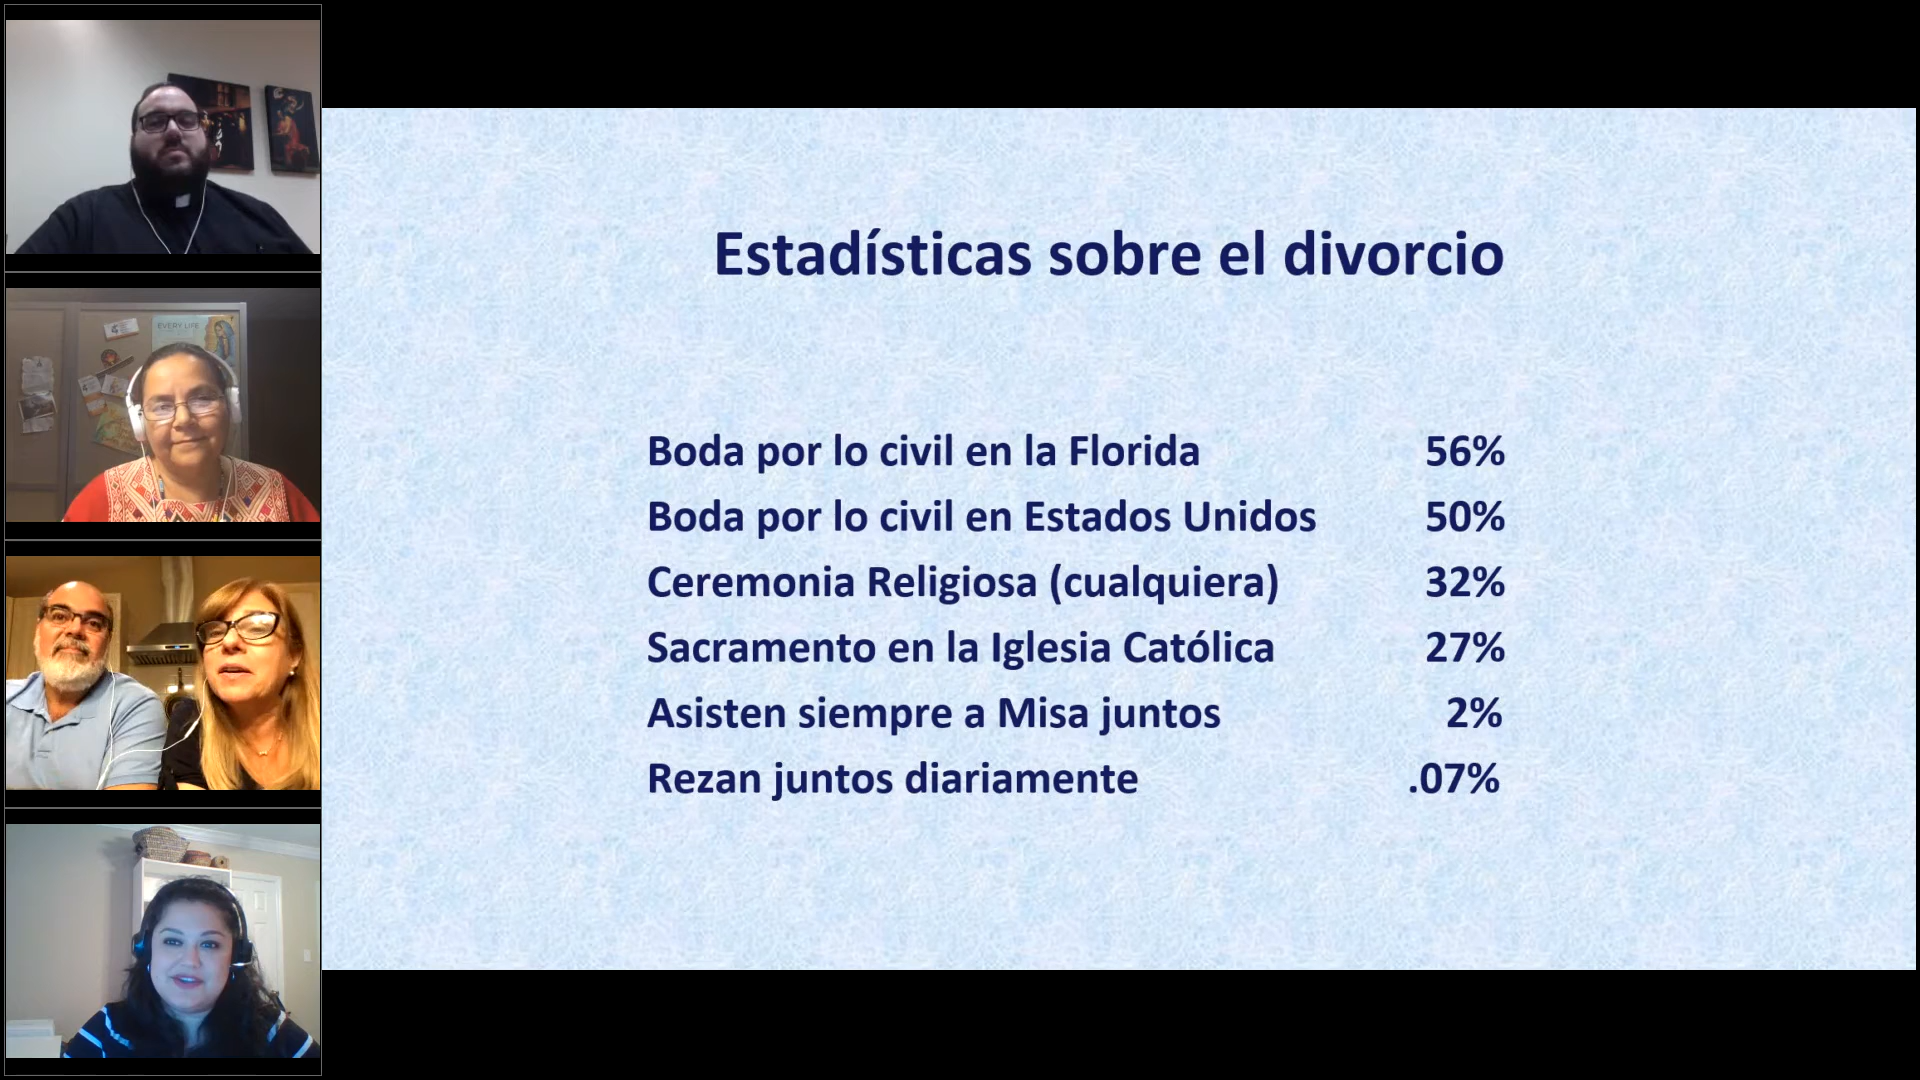 EVERY LIFE
Estadísticas sobre el divorcio
Boda por lo civil en la Florida 56%
Boda por lo civil en Estados Unidos 50%
Ceremonia Religiosa (cualquiera) 32%
Sacramento en la Iglesia Católica 27%
Asisten siempre a Misa juntos 2%
Rezan juntos diariamente .07%